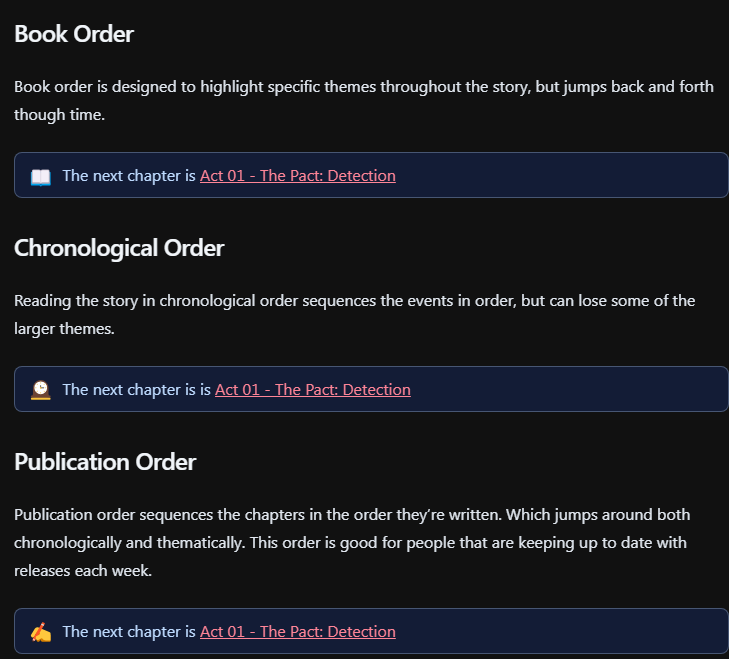 Book Order
Book order is designed to highlight specific themes throughout the story, but jumps back and forth
though time.
The next chapter is Act 01 - The Pact: Detection
Chronological Order
Reading the story in chronological order sequences the events in order, but can lose some of the
larger themes.
The next chapter is is Act 01 - The Pact: Detection
Publication Order
Publication order sequences the chapters in the order they’re written. Which jumps around both
chronologically and thematically. This order is good for people that are keeping up to date with
releases each week.
The next chapter is Act 01 - The Pact: Detection